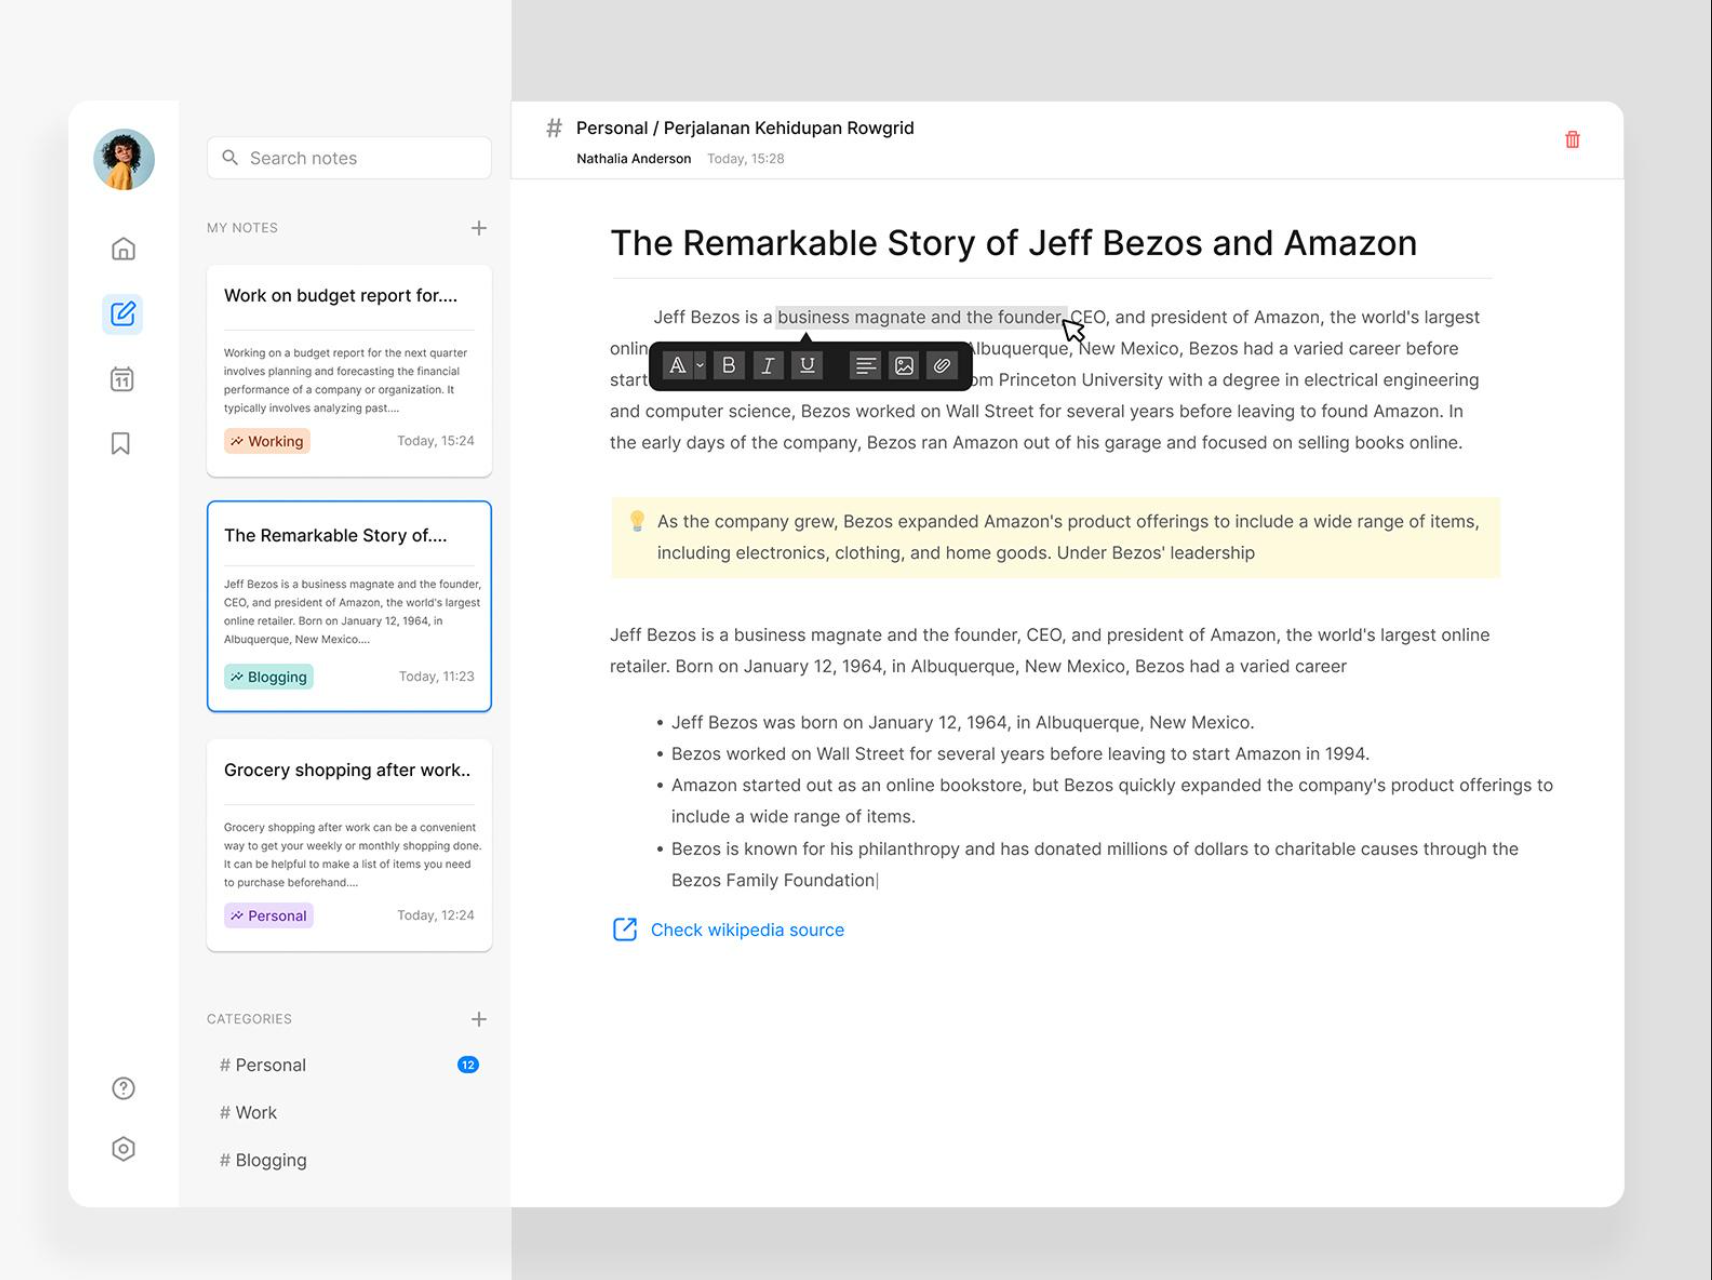 Search notes
MY NOTES
Work on budget report for....
Working on a budget report for the next quarter
involves planning and forecasting the financial
performance of a company or organization. It
typically involves analyzing past....
Working
Today, 15:24
The Remarkable Story of....
Jeff Bezos is a business magnate and the founder,
CEO, and president of Amazon, the world's largest
online retailer. Born on January 12, 1964, in
Albuquerque, New Mexico....
Blogging
Today, 11:23
Grocery shopping after work..
Grocery shopping after work can be a convenient
way to get your weekly or monthly shopping done.
It can be helpful to make a list of items you need
to purchase beforehand....
Personal
Today, 12:24
CATEGORIES
# Personal
12
# Work
# Blogging
11
# Personal / Perjalanan Kehidupan Rowgrid
Nathalia Anderson Today, 15:28
The Remarkable Story of Jeff Bezos and Amazon
Jeff Bezos is a business magnate and the founder, CEO, and president of Amazon, the world's largest
onlin Albuquerque, New Mexico, Bezos had a varied career before
start om Princeton University with a degree in electrical engineering
A B I U
and computer science, Bezos worked on Wall Street for several years before leaving to found Amazon. In
the early days of the company, Bezos ran Amazon out of his garage and focused on selling books online.
As the company grew, Bezos expanded Amazon's product offerings to include a wide range of items,
including electronics, clothing, and home goods. Under Bezos' leadership
Jeff Bezos is a business magnate and the founder, CEO, and president of Amazon, the world's largest online
retailer. Born on January 12, 1964, in Albuquerque, New Mexico, Bezos had a varied career
• Jeff Bezos was born on January 12, 1964, in Albuquerque, New Mexico.
• Bezos worked on Wall Street for several years before leaving to start Amazon in 1994.
• Amazon started out as an online bookstore, but Bezos quickly expanded the company's product offerings to
include a wide range of items.
• Bezos is known for his philanthropy and has donated millions of dollars to charitable causes through the
Bezos Family Foundation
Check wikipedia source